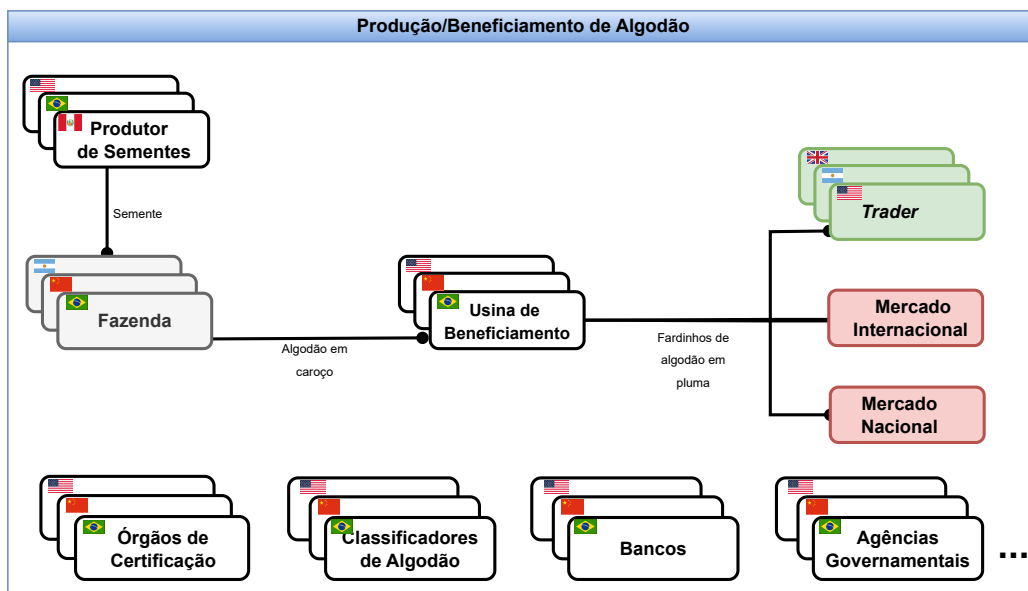 Produção/Beneficiamento de Algodão
Produtor
de Sementes
Semente
Trader
Fazenda
Usina de
Beneficiamento
Mercado
Internacional
Algodão em
caroço
Fardinhos de
algodão em
pluma
Mercado
Nacional
Órgãos de
Certificação
Classificadores
de Algodão
Bancos
Agências
Governamentais
...